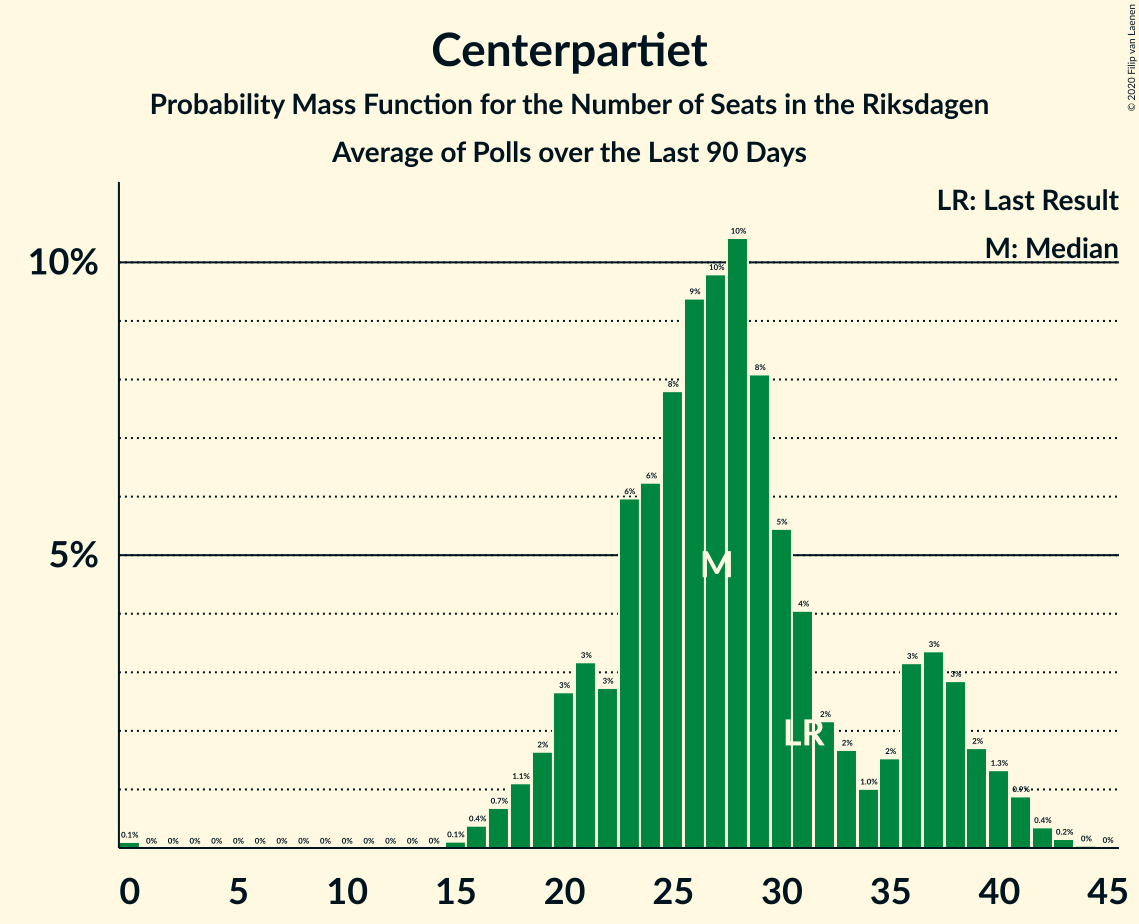 Centerpartiet
Probability Mass Function for the Number of Seats in the Riksdagen
Average of Polls over the Last 90 Days
© 2020 Filip van Laenen
LR: Last Result
M: Median
10%
5%
0.1% 0% 0% 0% 0% 0% 0% 0% 0% 0% 0% 0% 0% 0% 0% 0.1% 0.4% 0.7% 1.1% 2% 3% 3% 3% 6% 6% 8% 9% 10% 10% 8% 5% 4% 2% 2% 1.0% 2% 3% 3% 3% 2% 1.3% 0.9% 0.4% 0.2% 0% 0%
M
LR
0 5 10 15 20 25 30 35 40 45